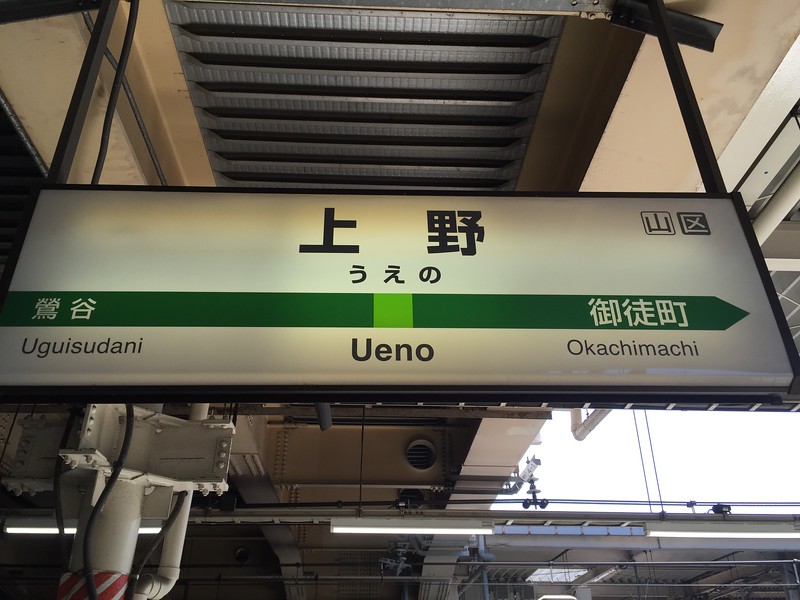 上野
山区
うえの
鶯谷 御徒町
Uguisudani Ueno Okachimachi